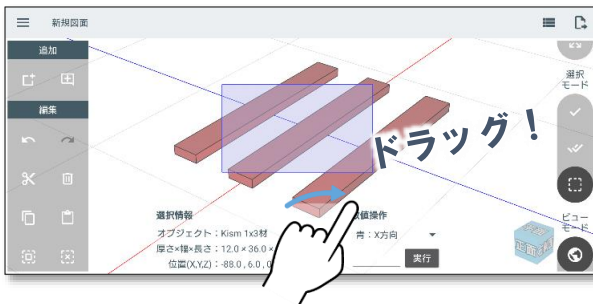 新規図面
追加
編集
選択
モード
ドラッグ！
選択情報
オブジェクト：Kism 1x3材
厚さ×幅×長さ：12.0 × 36.0 ×
位置(X,Y,Z)：-88.0 , 6.0 ,
値操作
青：X方向
実行
ビュー
モード
正面